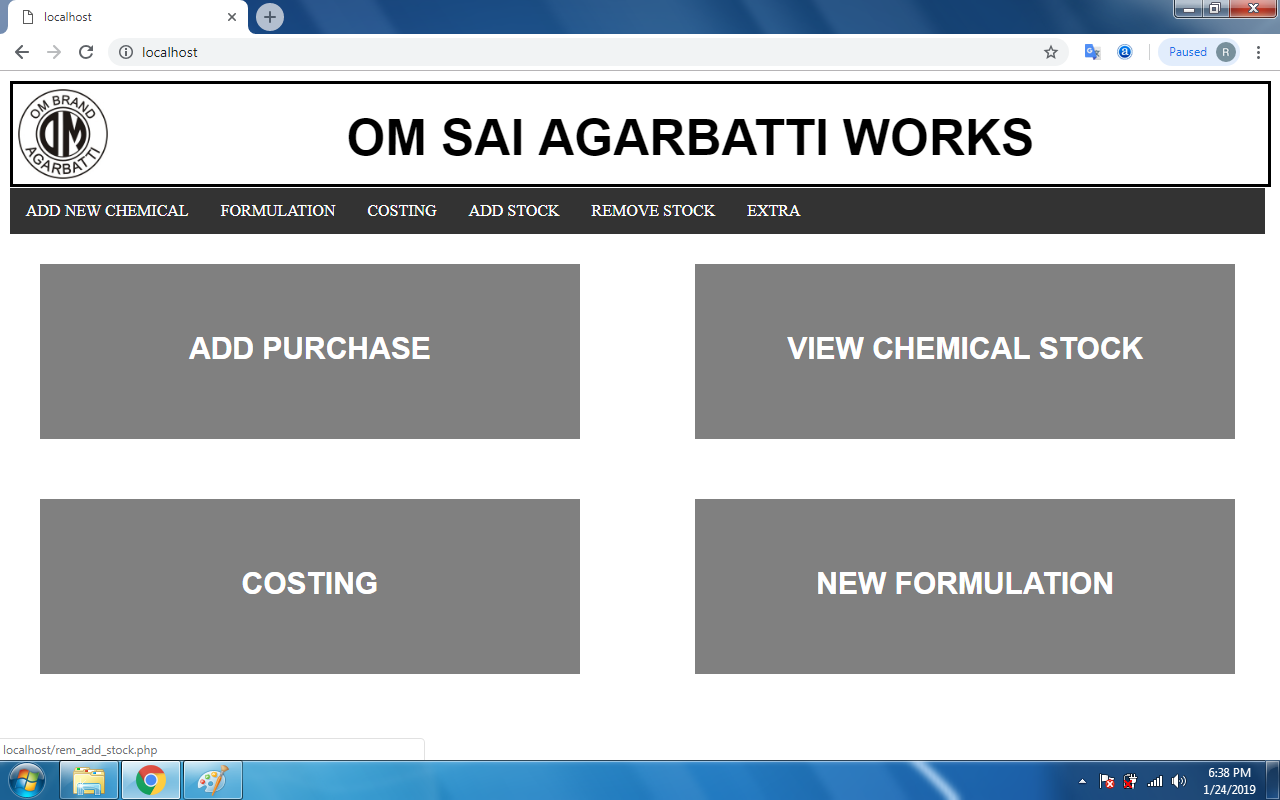 localhost
localhost
Paused
R
OM BRAND
OM
AGARBATTI
OM SAI AGARBATTI WORKS
ADD NEW CHEMICAL FORMULATION COSTING ADD STOCK REMOVE STOCK EXTRA
ADD PURCHASE
VIEW CHEMICAL STOCK
COSTING
NEW FORMULATION
localhost/rem_add_stock.php
6:38 PM
1/24/2019